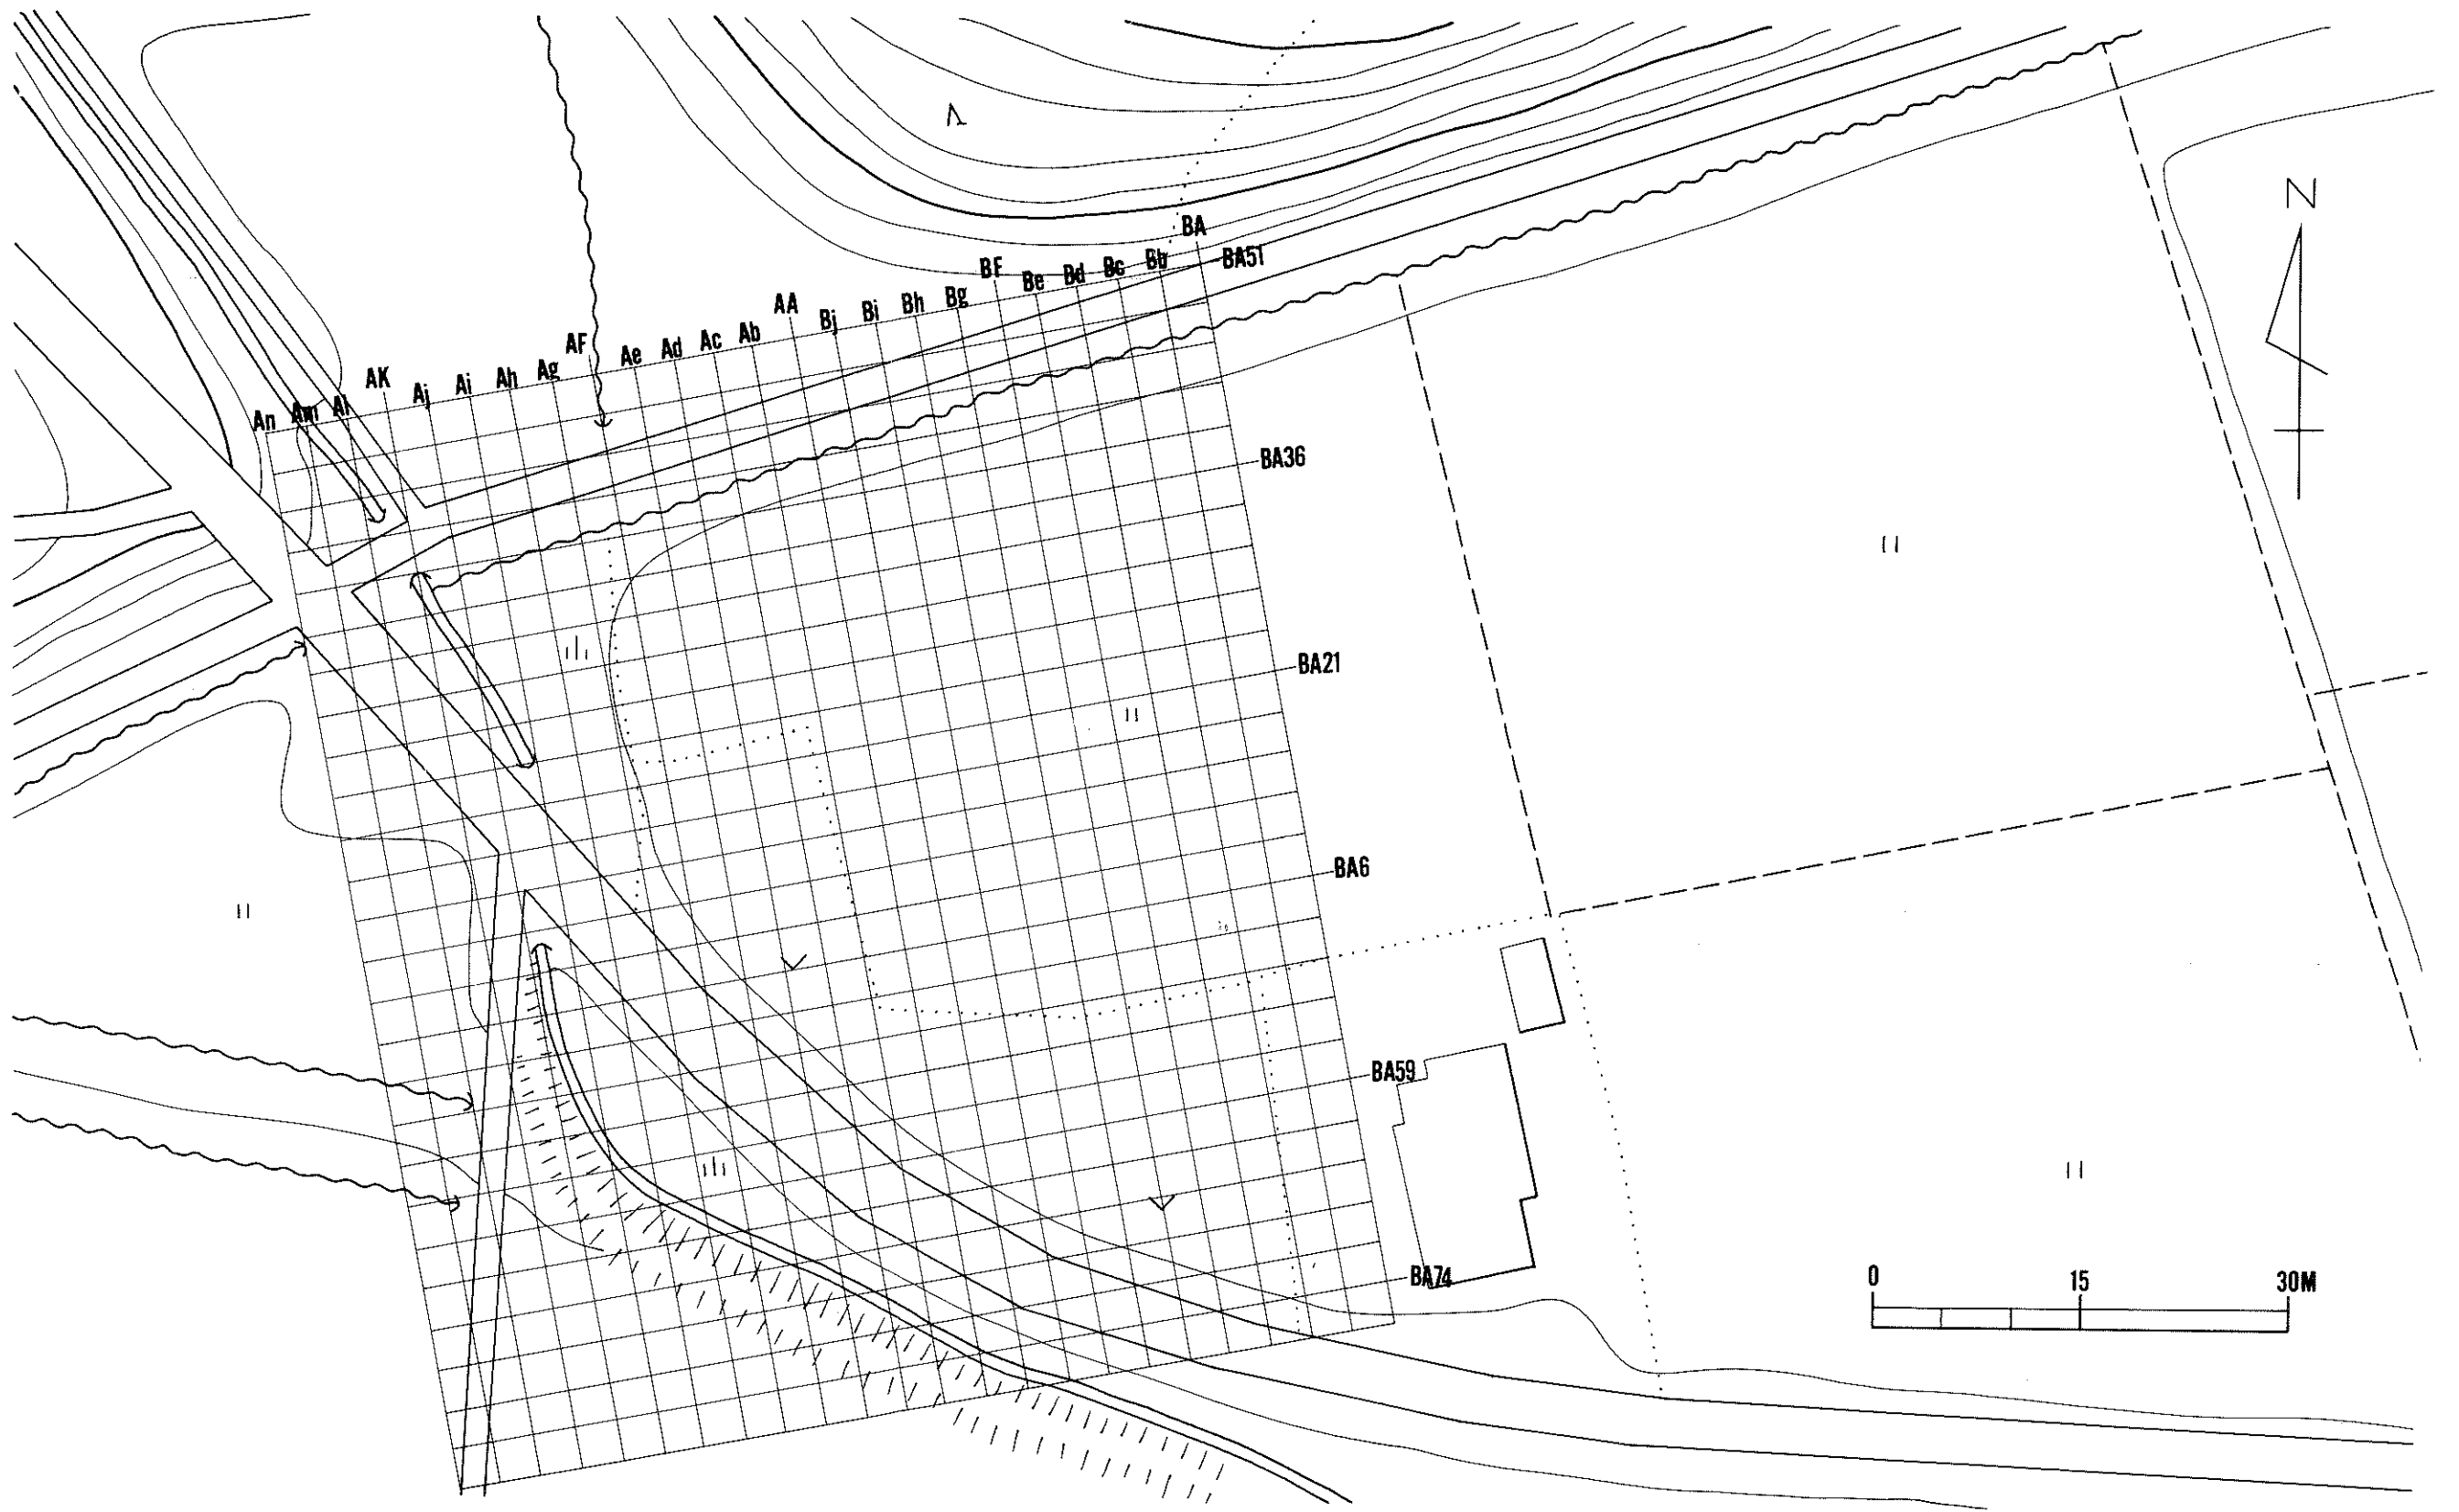 N
BA
BA51
BF Be Bd Bc Bb
AA Bj Bi Bh Bg
AF Ae Ad Ac Ab
AK Aj Ai Ah Ag
An Am Al
BA36
BA21
BA6
BA59
BA74
0 15 30M